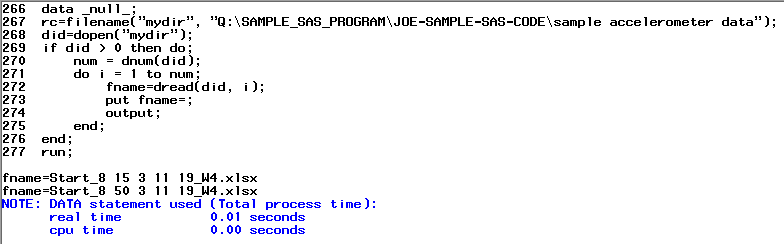 266  data _null_;
267  rc=filename("mydir", "Q:\SAMPLE_SAS_PROGRAM\JOE-SAMPLE-SAS-CODE\sample accelerometer data");
268  did=dopen("mydir");
269  if did > 0 then do;
270      num = dnum(did);
271      do i = 1 to num;
272          fname=dread(did, i);
273          put fname=;
274          output;
275      end;
276  end;
277  run;

fname=Start_8 15 3 11 19_W4.xlsx
fname=Start_8 50 3 11 19_W4.xlsx
NOTE: DATA statement used (Total process time):
      real time           0.01 seconds
      cpu time            0.00 seconds